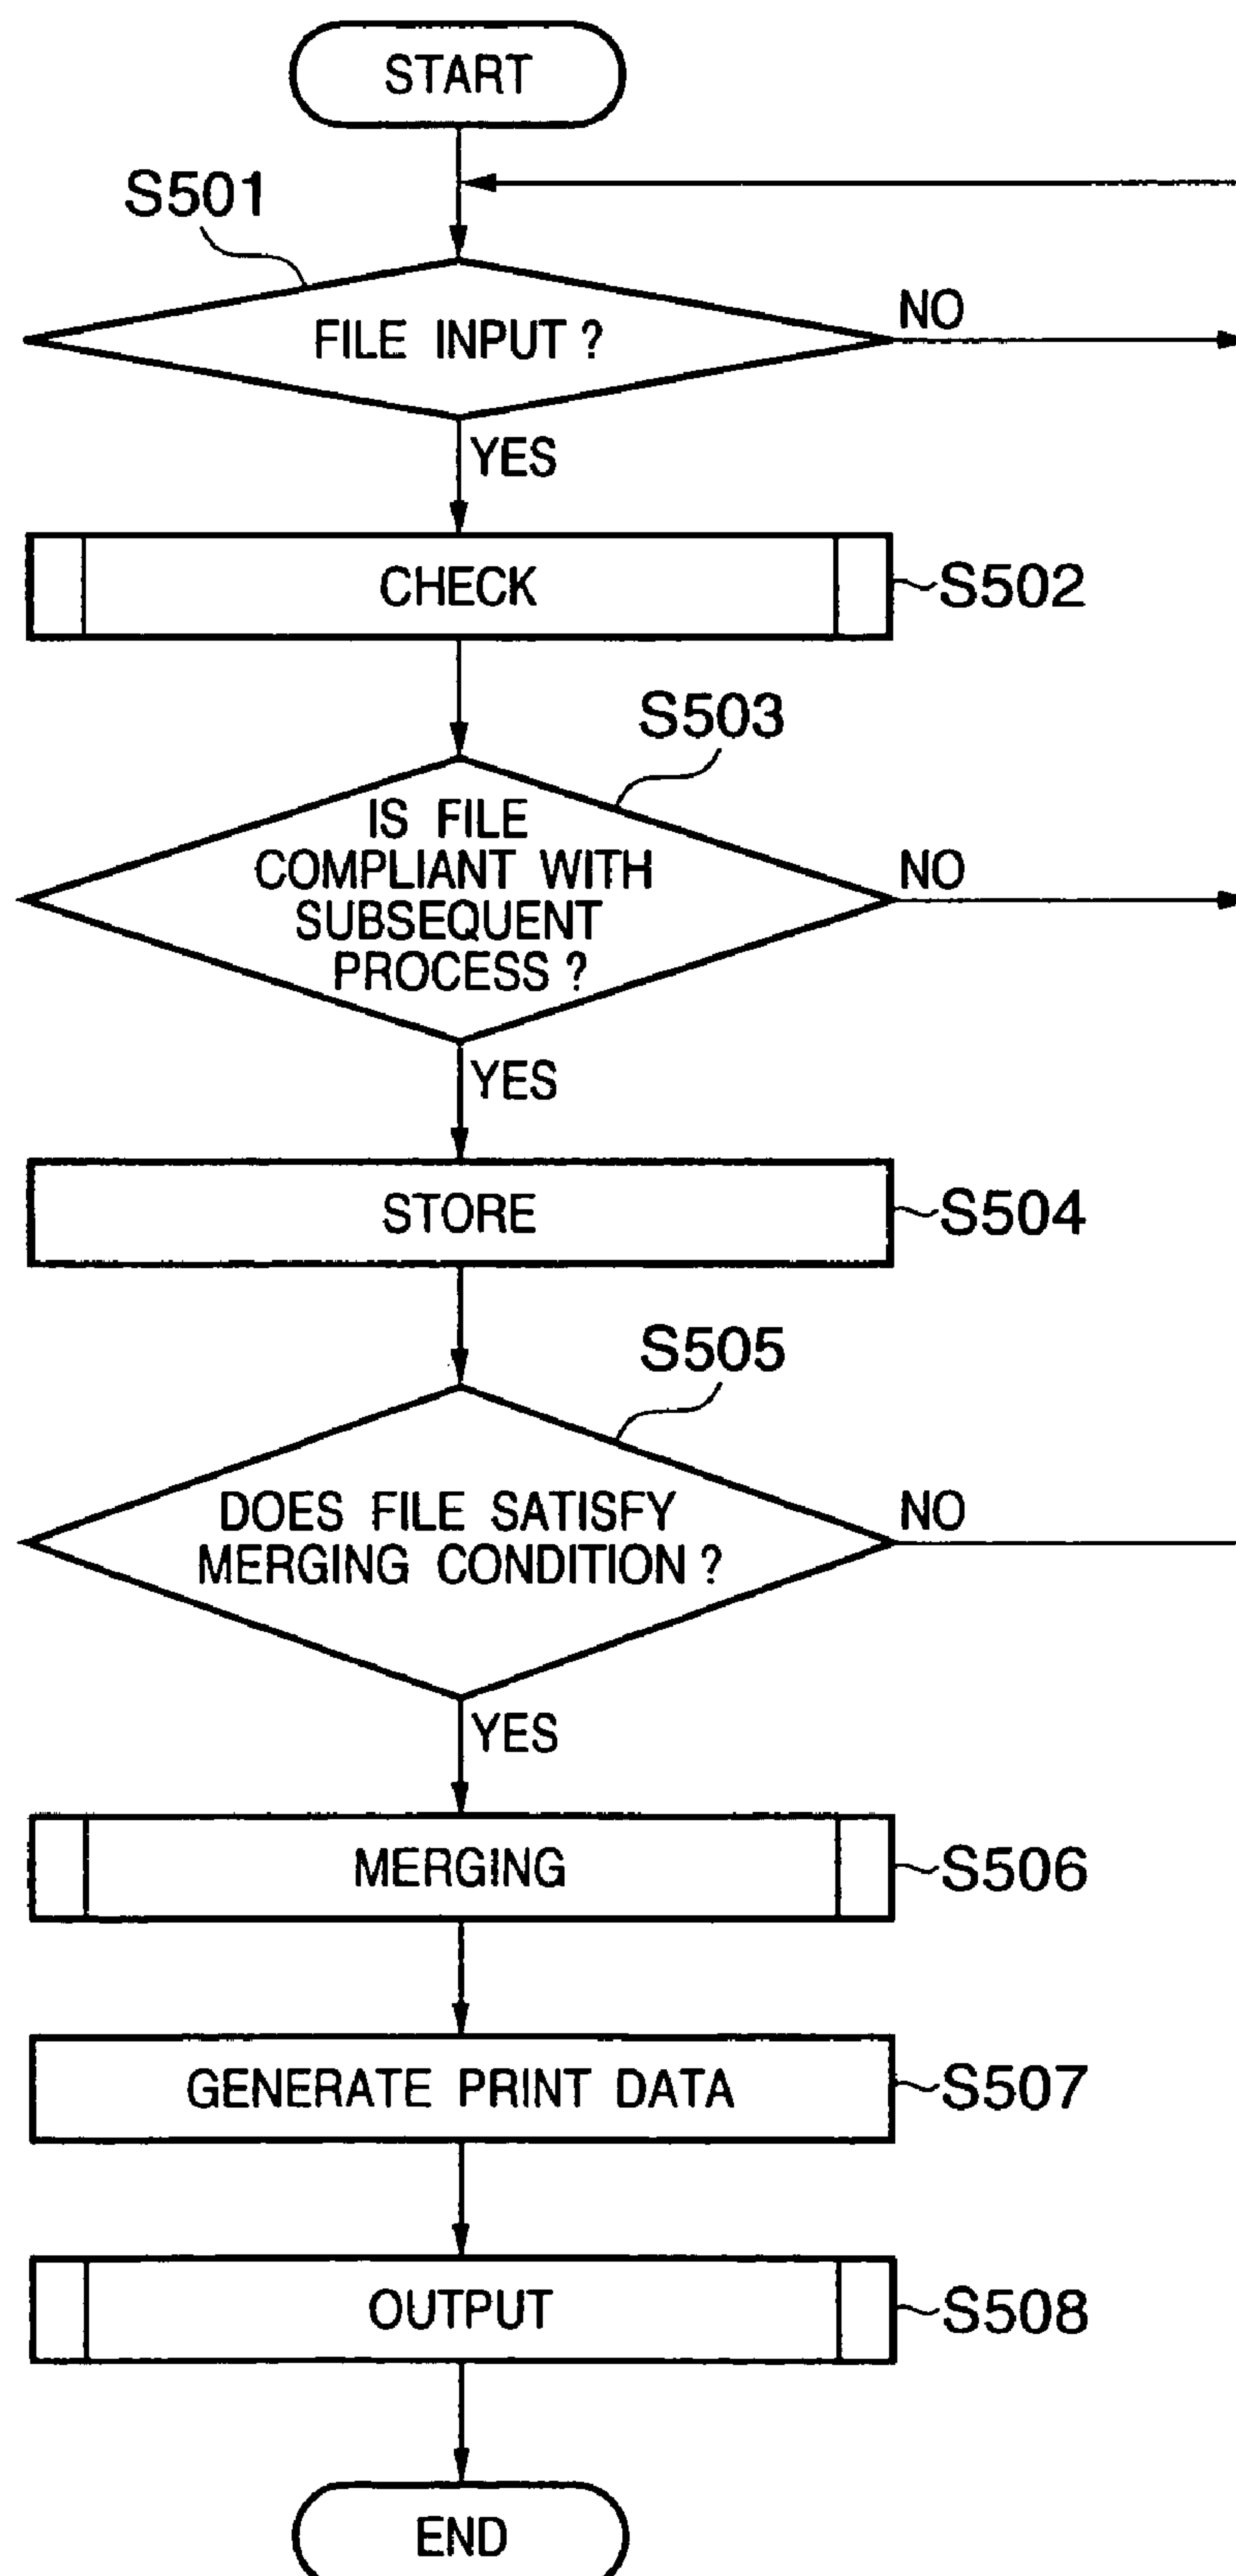 START
S501
FILE INPUT ?
NO
YES
CHECK
S502
S503
IS FILE
COMPLIANT WITH
SUBSEQUENT
PROCESS ?
NO
YES
STORE
S504
S505
DOES FILE SATISFY
MERGING CONDITION ?
NO
YES
MERGING
S506
GENERATE PRINT DATA
S507
OUTPUT
S508
END